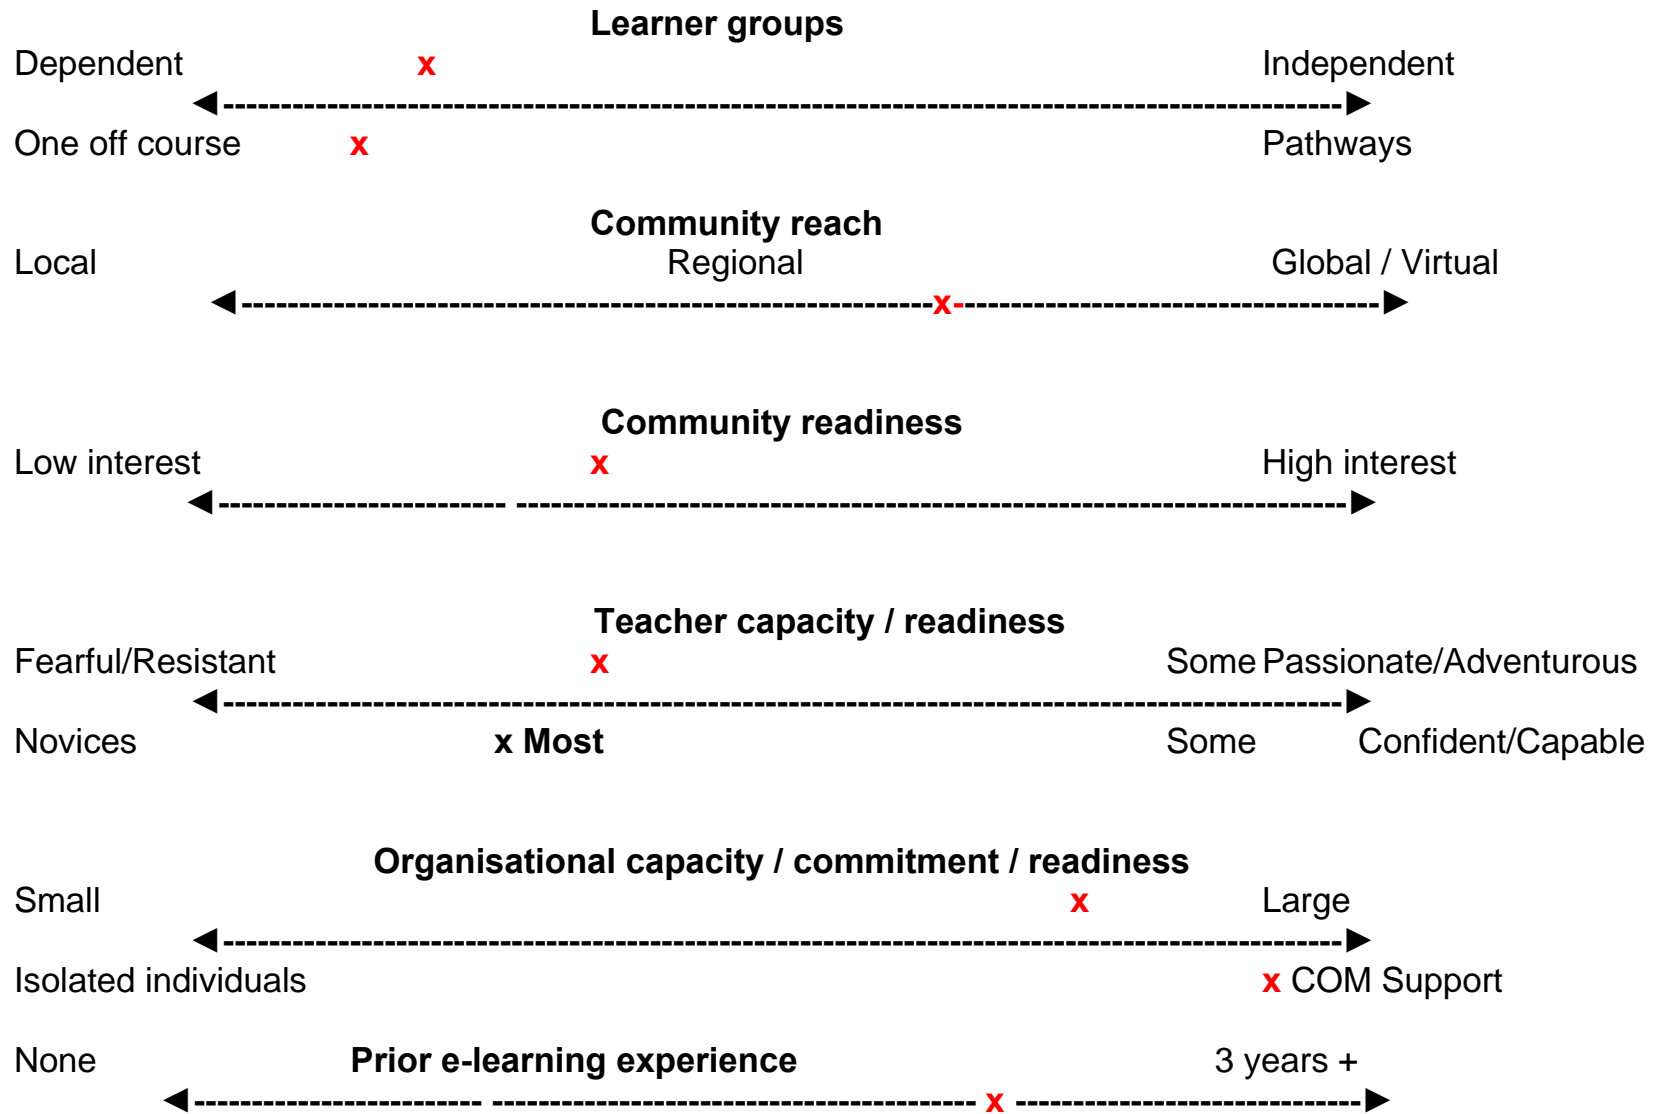 Learner groups
Dependent x Independent
◄------------------------------------------------------------------------------►
One off course x Pathways
Community reach
Local Regional Global / Virtual
◄------------------------------------------------x------------------------------►
Community readiness
Low interest x High interest
◄-------------------- ----------------------------------------------------------►
Teacher capacity / readiness
Fearful/Resistant x Some Passionate/Adventurous
◄------------------------------------------------------------------------------►
Novices x Most Some Confident/Capable
Organisational capacity / commitment / readiness
Small x Large
◄------------------------------------------------------------------------------►
Isolated individuals x COM Support
None Prior e-learning experience 3 years +
◄-------------------- ---------------------------------- x --------------------------►